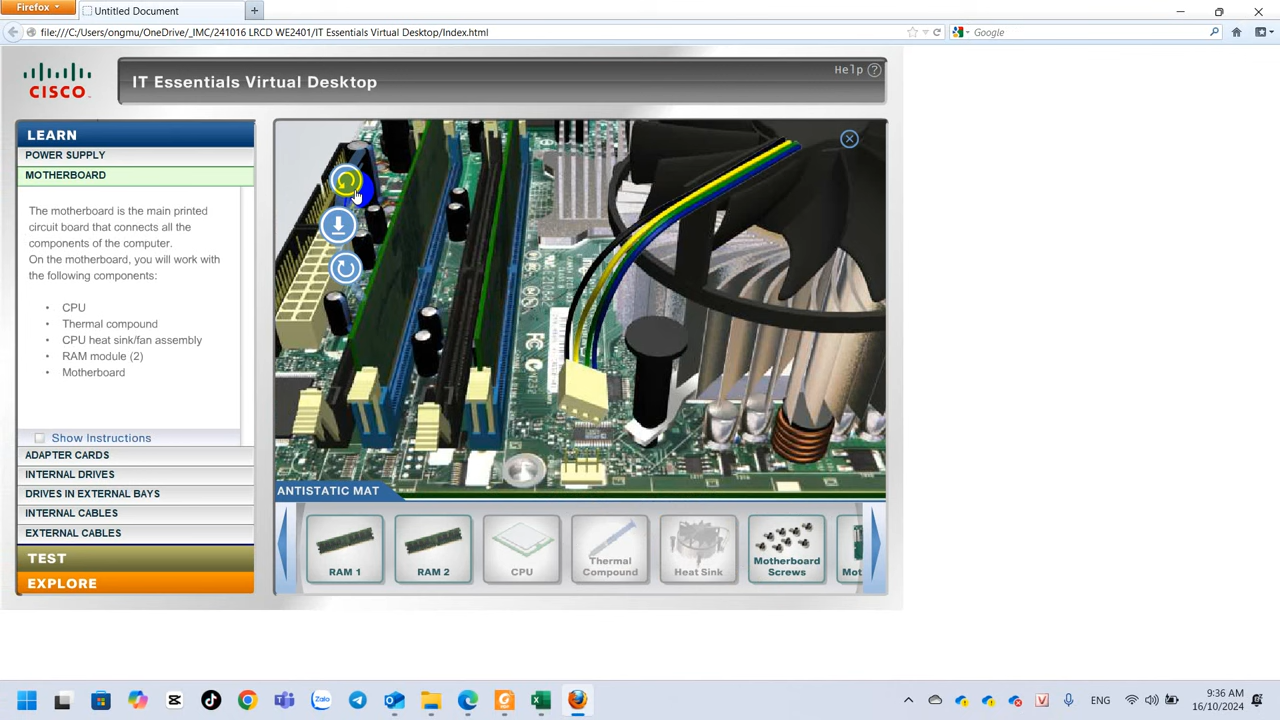 Firefox
Untitled Document
file:///C:/Users/ongmu/OneDrive/_IMC/241016 LRCD WE2401/IT Essentials Virtual Desktop/Index.html
Google
CISCO
IT Essentials Virtual Desktop
Help ?
LEARN
POWER SUPPLY
MOTHERBOARD
The motherboard is the main printed
circuit board that connects all the
components of the computer.
On the motherboard, you will work with
the following components:
• CPU
• Thermal compound
• CPU heat sink/fan assembly
• RAM module (2)
• Motherboard
Show Instructions
ADAPTER CARDS
INTERNAL DRIVES
DRIVES IN EXTERNAL BAYS
INTERNAL CABLES
EXTERNAL CABLES
TEST
EXPLORE
ANTISTATIC MAT
RAM 1
RAM 2
CPU
Thermal
Compound
Heat Sink
Motherboard
Screws
Mot
Zalo
ENG
9:36 AM
16/10/2024